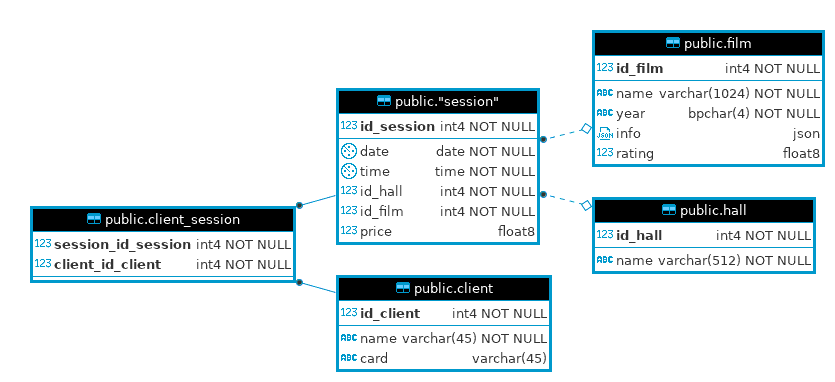 public.film
123 id_film int4 NOT NULL
ABC name varchar(1024) NOT NULL
ABC year bpchar(4) NOT NULL
JSON info json
123 rating float8
public."session"
123 id_session int4 NOT NULL
date date NOT NULL
time time NOT NULL
123 id_hall int4 NOT NULL
123 id_film int4 NOT NULL
123 price float8
public.hall
123 id_hall int4 NOT NULL
ABC name varchar(512) NOT NULL
public.client_session
123 session_id_session int4 NOT NULL
123 client_id_client int4 NOT NULL
public.client
123 id_client int4 NOT NULL
ABC name varchar(45) NOT NULL
ABC card varchar(45)